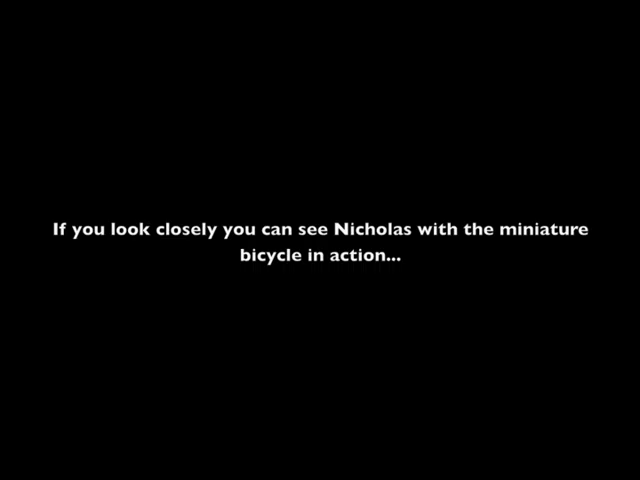 If you look closely you can see Nicholas with the miniature
bicycle in action...